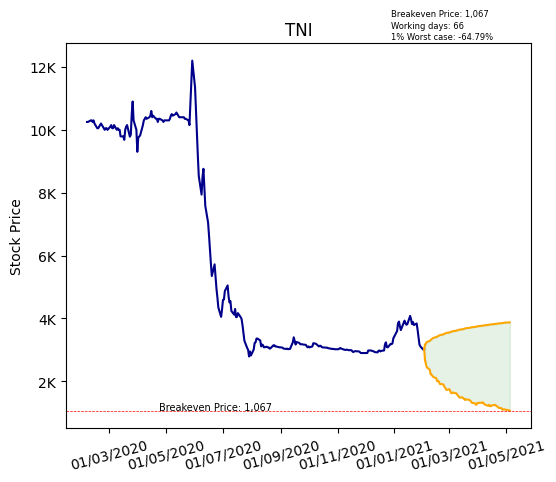 Breakeven Price: 1,067
Working days: 66
1% Worst case: -64.79%
TNI
Stock Price
12K
10K
8K
6K
4K
2K
Breakeven Price: 1,067
01/03/2020
01/05/2020
01/07/2020
01/09/2020
01/11/2020
01/01/2021
01/03/2021
01/05/2021